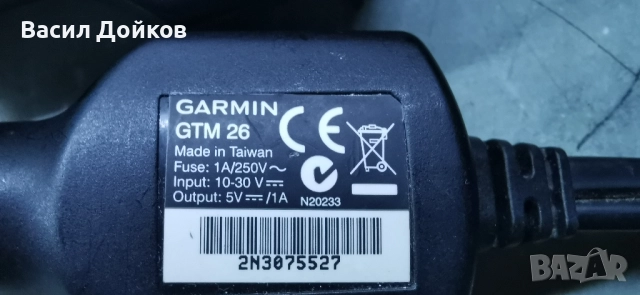 Васил Дойков
GARMIN
GTM 26
Made in Taiwan
Fuse: 1A/250V~
Input: 10-30 V⎓
Output: 5V⎓/1A
CE
N20233
2N3075527
BAZAR